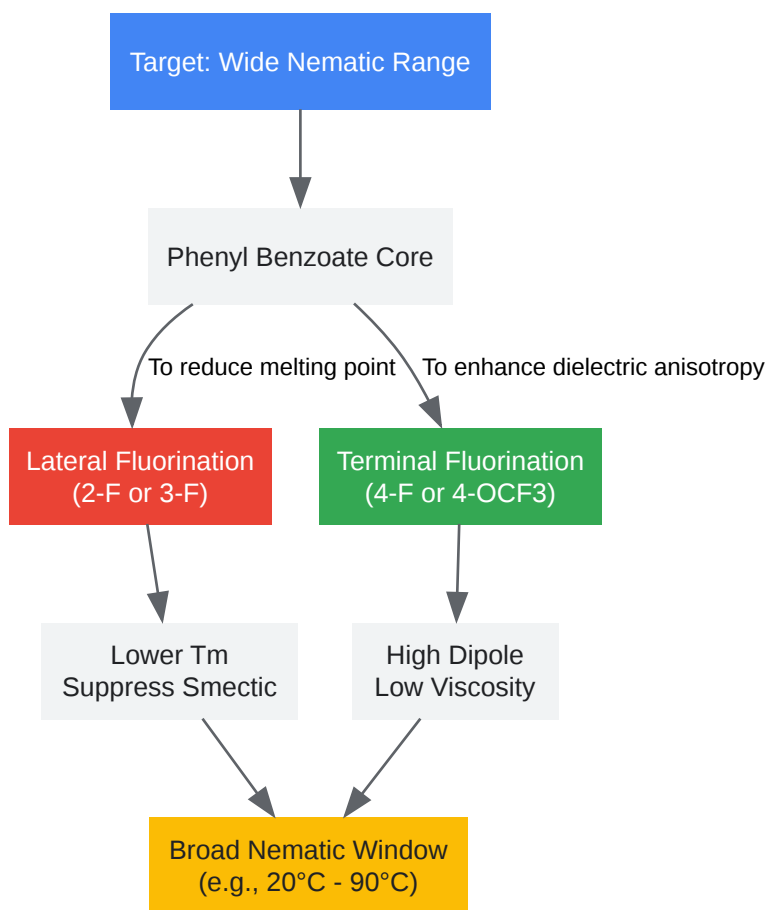 Target: Wide Nematic Range
Phenyl Benzoate Core
To reduce melting point
To enhance dielectric anisotropy
Lateral Fluorination
(2-F or 3-F)
Terminal Fluorination
(4-F or 4-OCF3)
Lower Tm
Suppress Smectic
High Dipole
Low Viscosity
Broad Nematic Window
(e.g., 20°C - 90°C)